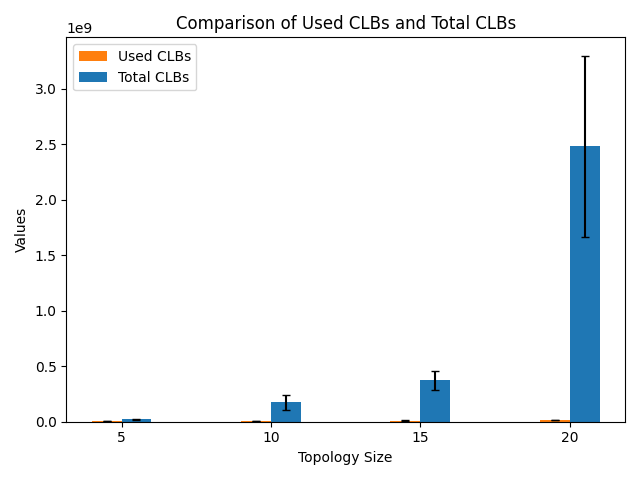 Comparison of Used CLBs and Total CLBs
1e9
Used CLBs
Total CLBs
3.0
2.5
2.0
1.5
1.0
0.5
0.0
Values
5 10 15 20
Topology Size